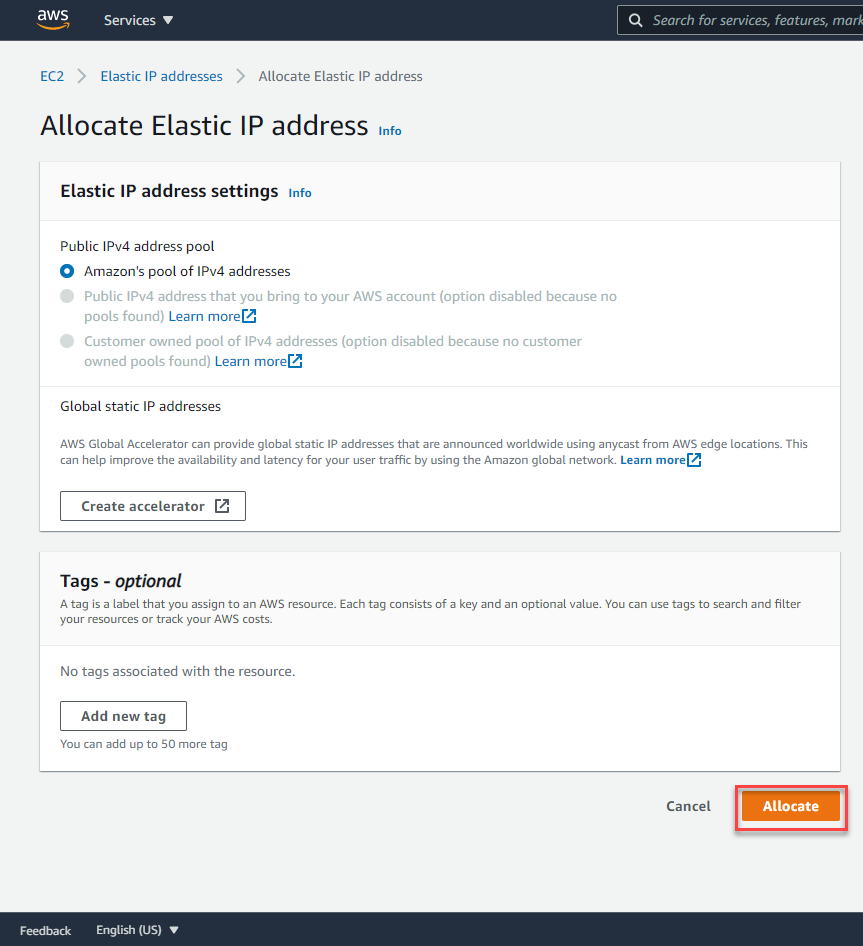 aws
Services
Search for services, features, mark
EC2 Elastic IP addresses Allocate Elastic IP address
Allocate Elastic IP address Info
Elastic IP address settings Info
Public IPv4 address pool
Amazon's pool of IPv4 addresses
Public IPv4 address that you bring to your AWS account (option disabled because no
pools found) Learn more
Customer owned pool of IPv4 addresses (option disabled because no customer
owned pools found) Learn more
Global static IP addresses
AWS Global Accelerator can provide global static IP addresses that are announced worldwide using anycast from AWS edge locations. This
can help improve the availability and latency for your user traffic by using the Amazon global network. Learn more
Create accelerator
Tags - optional
A tag is a label that you assign to an AWS resource. Each tag consists of a key and an optional value. You can use tags to search and filter
your resources or track your AWS costs.
No tags associated with the resource.
Add new tag
You can add up to 50 more tag
Cancel
Allocate
Feedback
English (US)